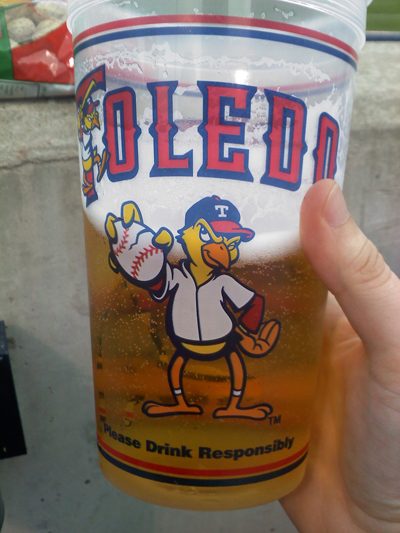 TOLEDO
T
TM
Please Drink Responsibly